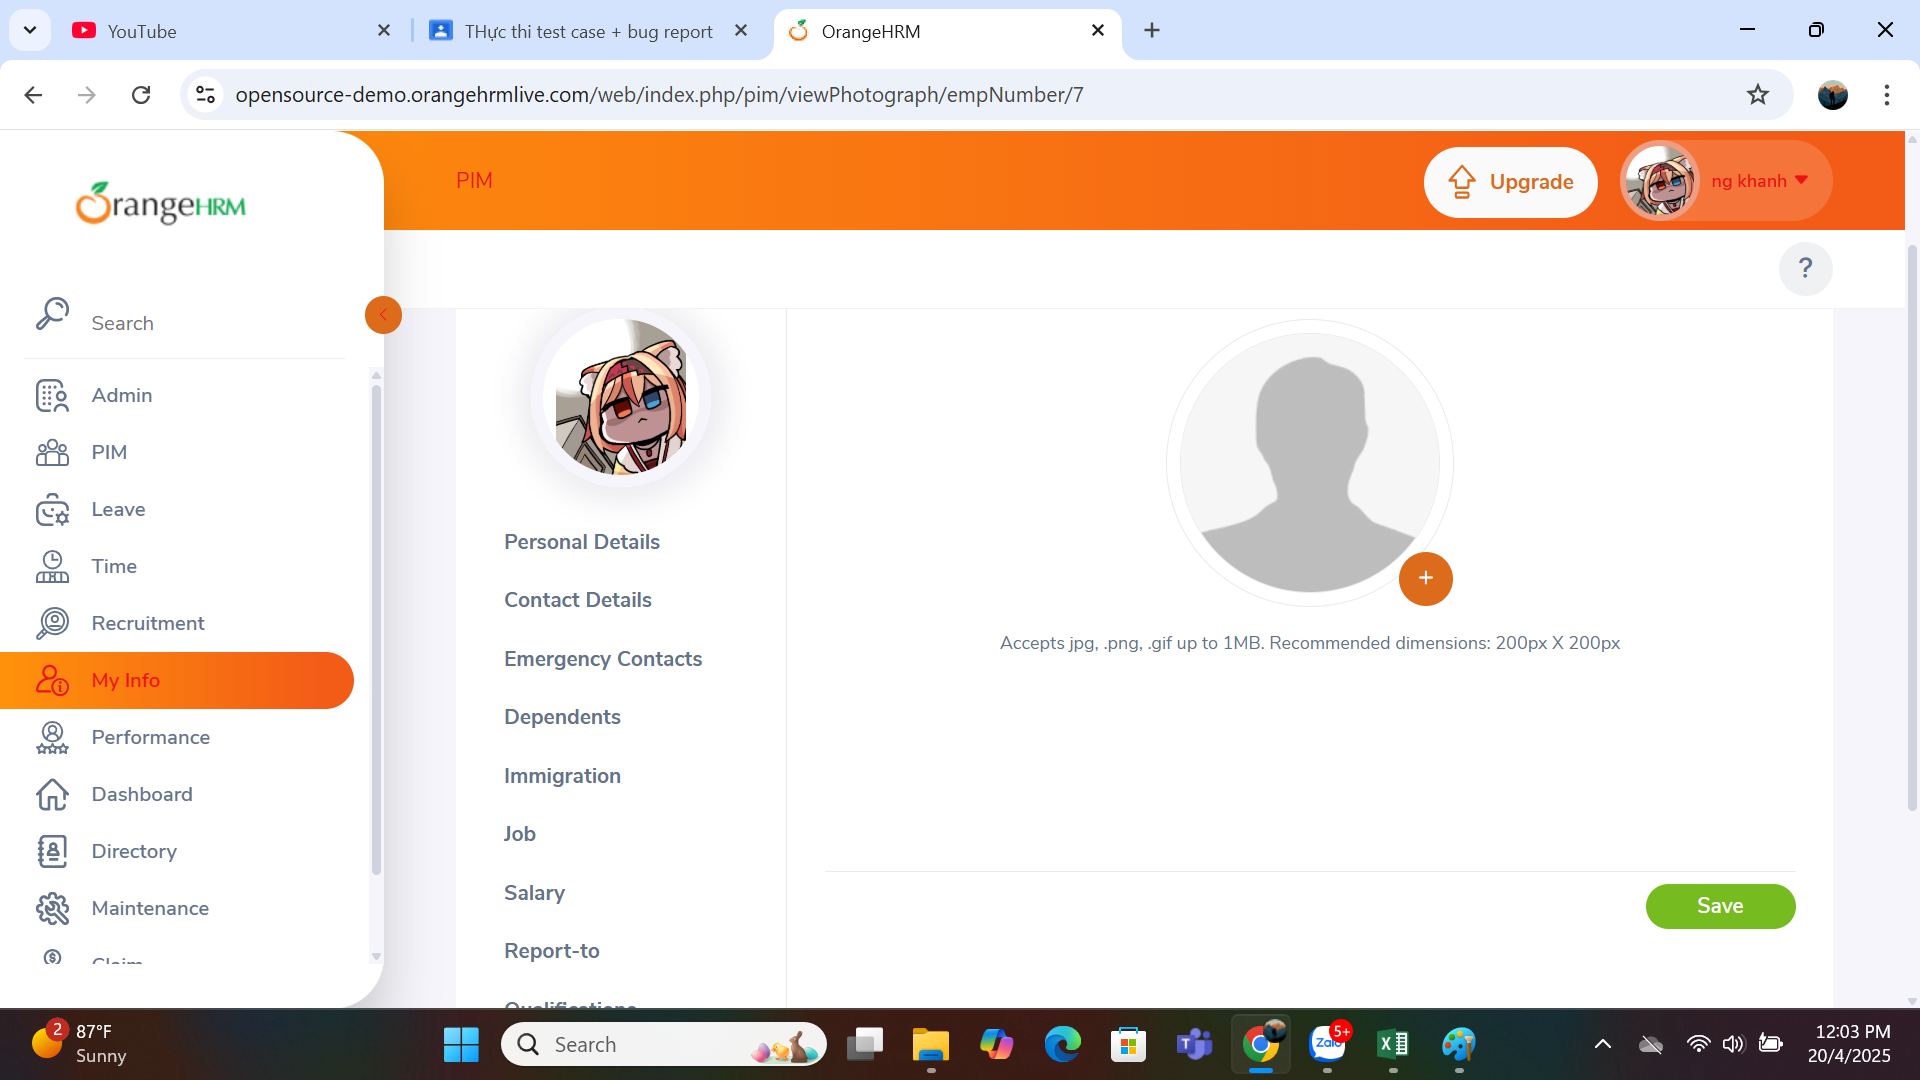 YouTube
THực thi test case + bug report
OrangeHRM
opensource-demo.orangehrmlive.com/web/index.php/pim/viewPhotograph/empNumber/7
OrangeHRM
PIM
Upgrade
ng khanh
?
Search
Admin
PIM
Leave
Time
Recruitment
My Info
Performance
Dashboard
Directory
Maintenance
Claim
Personal Details
Contact Details
Emergency Contacts
Dependents
Immigration
Job
Salary
Report-to
Qualifications
+
Accepts jpg, .png, .gif up to 1MB. Recommended dimensions: 200px X 200px
Save
2
87°F
Sunny
Search
Zalo
5+
12:03 PM
20/4/2025